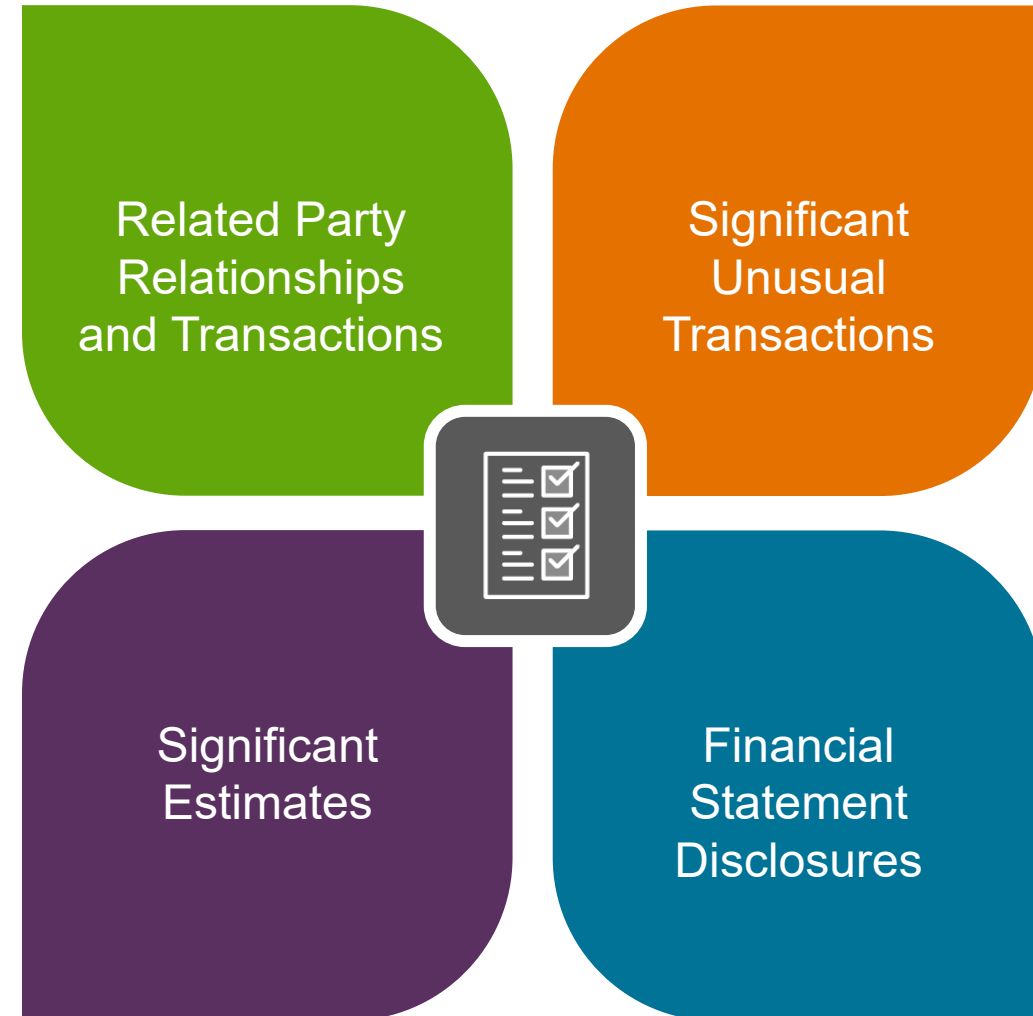 Related Party
Relationships
and Transactions
Significant
Unusual
Transactions
Significant
Estimates
Financial
Statement
Disclosures